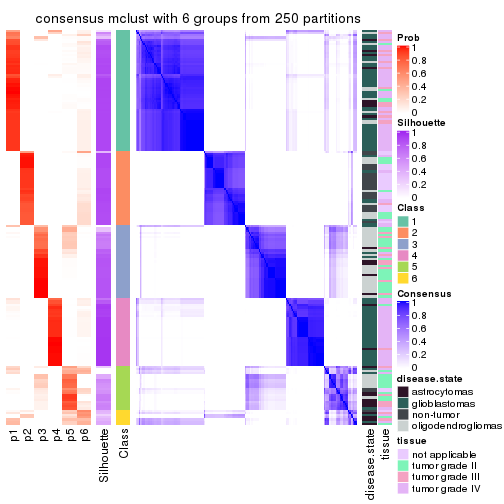 consensus mclust with 6 groups from 250 partitions
p1
p2
p3
p4
p5
p6
Silhouette
Class
disease.state
tissue
Prob
1
0.8
0.6
0.4
0.2
0
Silhouette
1
0.8
0.6
0.4
0.2
0
Class
1
2
3
4
5
6
Consensus
1
0.8
0.6
0.4
0.2
0
disease.state
astrocytomas
glioblastomas
non-tumor
oligodendrogliomas
tissue
not applicable
tumor grade II
tumor grade III
tumor grade IV